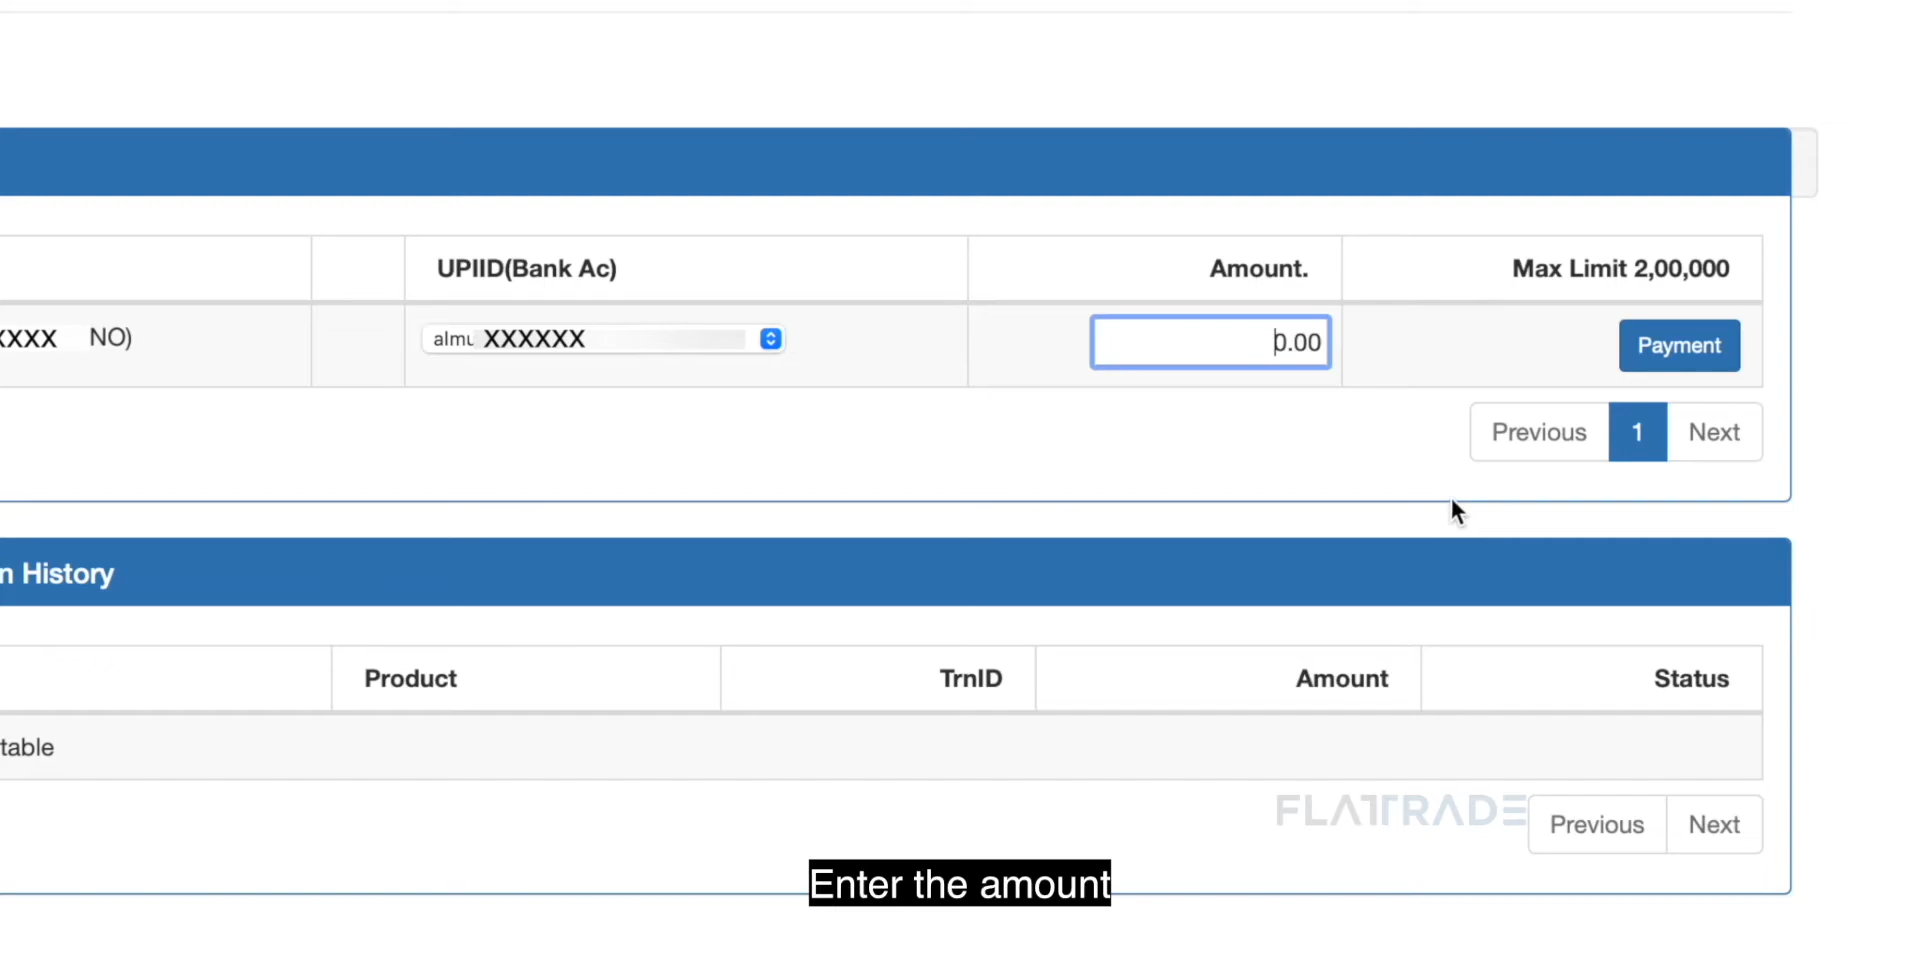 UPIID(Bank Ac) Amount. Max Limit 2,00,000
XXXX NO) almu XXXXXX 0.00 Payment
Previous 1 Next
n History
Product TrnID Amount Status
table
FLATTRADE
Previous Next
Enter the amount